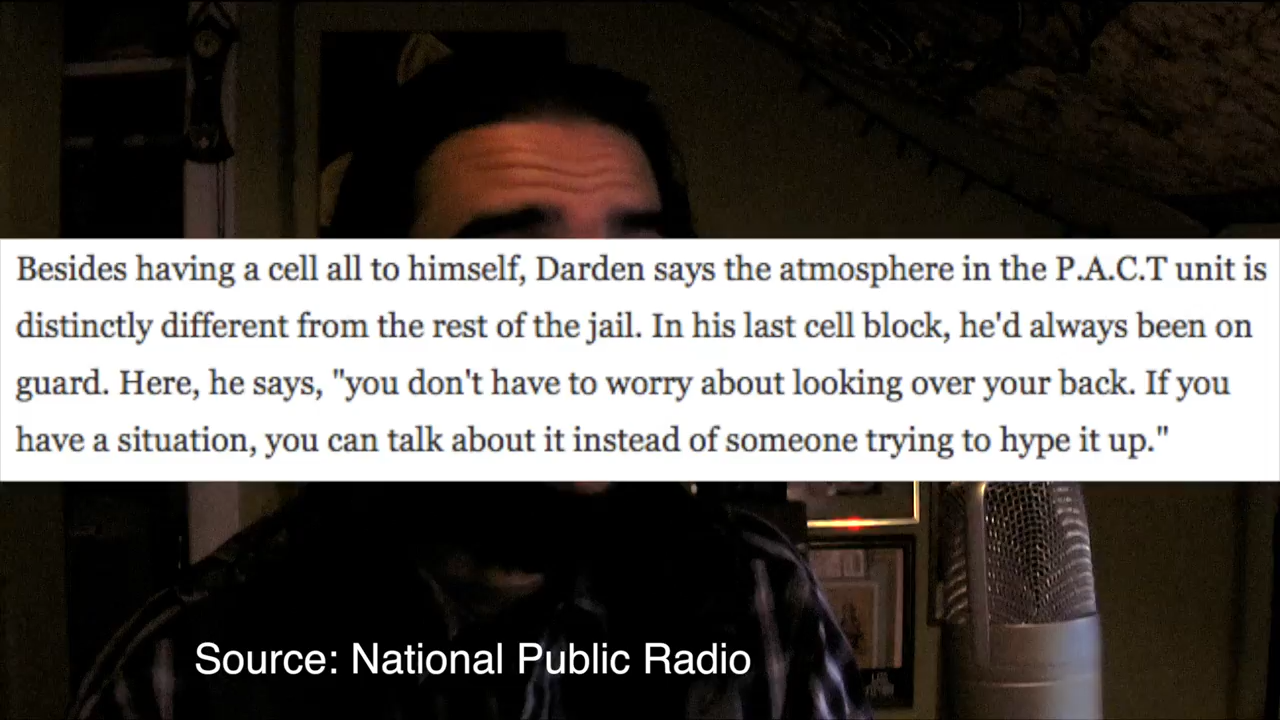 Besides having a cell all to himself, Darden says the atmosphere in the P.A.C.T unit is
distinctly different from the rest of the jail. In his last cell block, he'd always been on
guard. Here, he says, "you don't have to worry about looking over your back. If you
have a situation, you can talk about it instead of someone trying to hype it up."
Source: National Public Radio